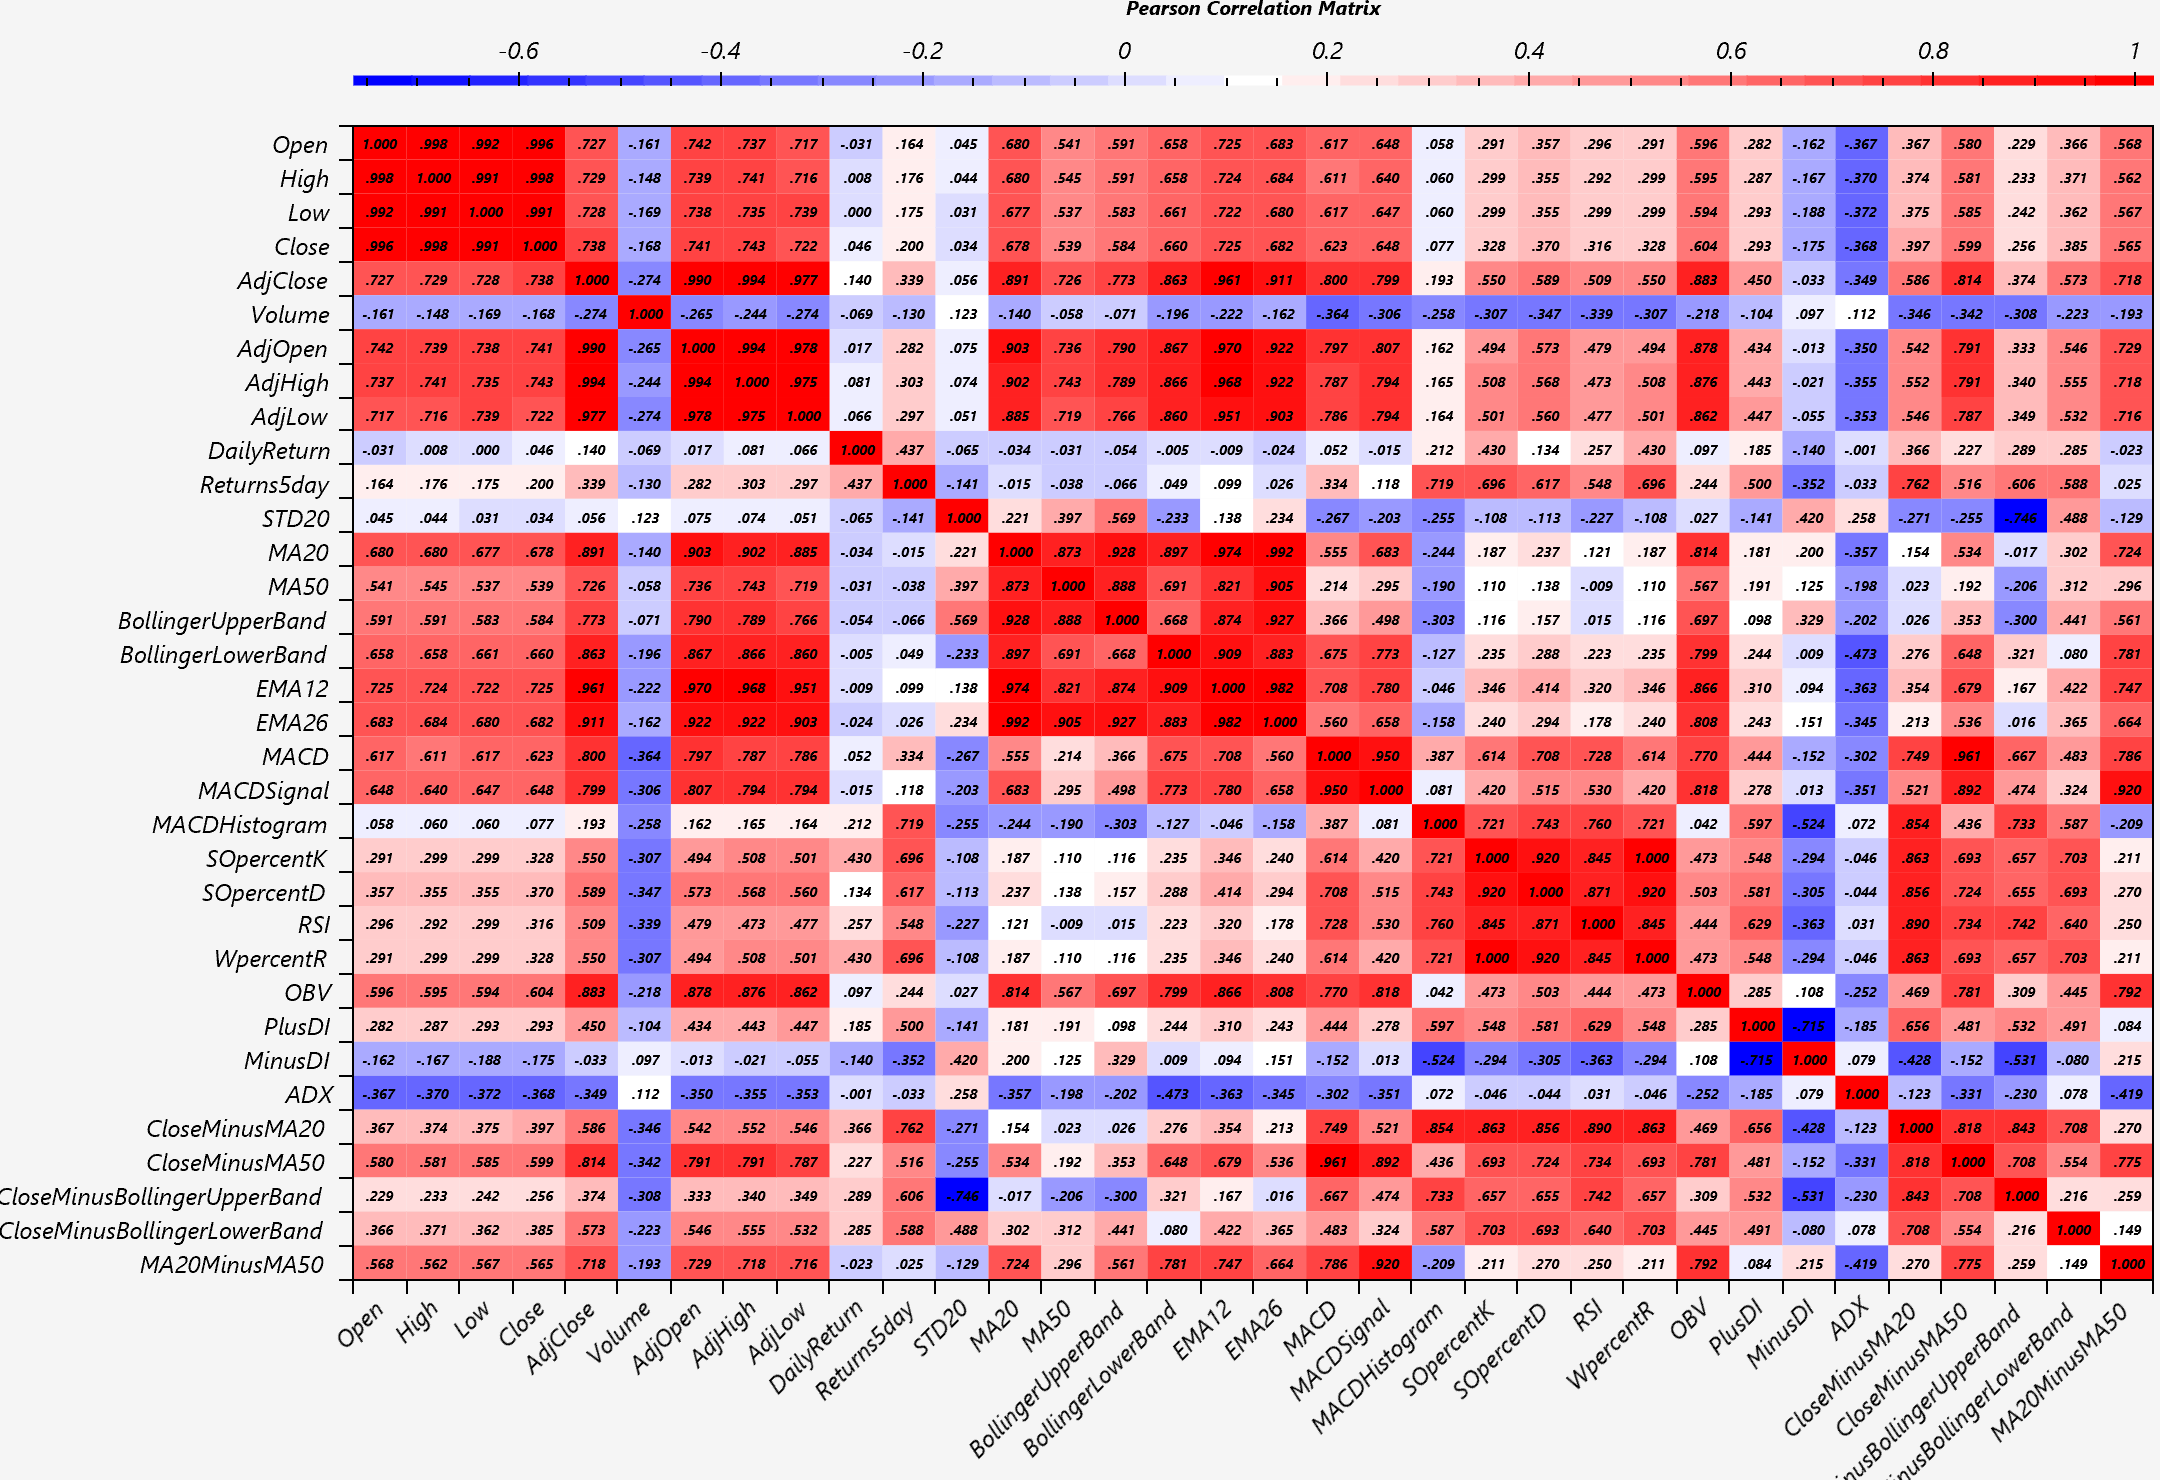 Pearson Correlation Matrix
-0.6 -0.4 -0.2 0 0.2 0.4 0.6 0.8 1
Open 1.000 .998 .992 .996 .727 -.161 .742 .737 .717 -.031 .164 .045 .680 .541 .591 .658 .725 .683 .617 .648 .058 .291 .357 .296 .291 .596 .282 -.162 -.367 .367 .580 .229 .366 .568
High .998 1.000 .991 .998 .729 -.148 .739 .741 .716 .008 .176 .044 .680 .545 .591 .658 .724 .684 .611 .640 .060 .299 .355 .292 .299 .595 .287 -.167 -.370 .374 .581 .233 .371 .562
Low .992 .991 1.000 .991 .728 -.169 .738 .735 .739 .000 .175 .031 .677 .537 .583 .661 .722 .680 .617 .647 .060 .299 .355 .299 .299 .594 .293 -.188 -.372 .375 .585 .242 .362 .567
Close .996 .998 .991 1.000 .738 -.168 .741 .743 .722 .046 .200 .034 .678 .539 .584 .660 .725 .682 .623 .648 .077 .328 .370 .316 .328 .604 .293 -.175 -.368 .397 .599 .256 .385 .565
AdjClose .727 .729 .728 .738 1.000 -.274 .990 .994 .977 .140 .339 .056 .891 .726 .773 .863 .961 .911 .800 .799 .193 .550 .589 .509 .550 .883 .450 -.033 -.349 .586 .814 .374 .573 .718
Volume -.161 -.148 -.169 -.168 -.274 1.000 -.265 -.244 -.274 -.069 -.130 .123 -.140 -.058 -.071 -.196 -.222 -.162 -.364 -.306 -.258 -.307 -.347 -.339 -.307 -.218 -.104 .097 .112 -.346 -.342 -.308 -.223 -.193
AdjOpen .742 .739 .738 .741 .990 -.265 1.000 .994 .978 .017 .282 .075 .903 .736 .790 .867 .970 .922 .797 .807 .162 .494 .573 .479 .494 .878 .434 -.013 -.350 .542 .791 .333 .546 .729
AdjHigh .737 .741 .735 .743 .994 -.244 .994 1.000 .975 .081 .303 .074 .902 .743 .789 .866 .968 .922 .787 .794 .165 .508 .568 .473 .508 .876 .443 -.021 -.355 .552 .791 .340 .555 .718
AdjLow .717 .716 .739 .722 .977 -.274 .978 .975 1.000 .066 .297 .051 .885 .719 .766 .860 .951 .903 .786 .794 .164 .501 .560 .477 .501 .862 .447 -.055 -.353 .546 .787 .349 .532 .716
DailyReturn -.031 .008 .000 .046 .140 -.069 .017 .081 .066 1.000 .437 -.065 -.034 -.031 -.054 -.005 -.009 -.024 .052 -.015 .212 .430 .134 .257 .430 .097 .185 -.140 -.001 .366 .227 .289 .285 -.023
Returns5day .164 .176 .175 .200 .339 -.130 .282 .303 .297 .437 1.000 -.141 -.015 -.038 -.066 .049 .099 .026 .334 .118 .719 .696 .617 .548 .696 .244 .500 -.352 -.033 .762 .516 .606 .588 .025
STD20 .045 .044 .031 .034 .056 .123 .075 .074 .051 -.065 -.141 1.000 .221 .397 .569 -.233 .138 .234 -.267 -.203 -.255 -.108 -.113 -.227 -.108 .027 -.141 .420 .258 -.271 -.255 -.746 .488 -.129
MA20 .680 .680 .677 .678 .891 -.140 .903 .902 .885 -.034 -.015 .221 1.000 .873 .928 .897 .974 .992 .555 .683 -.244 .187 .237 .121 .187 .814 .181 .200 -.357 .154 .534 -.017 .302 .724
MA50 .541 .545 .537 .539 .726 -.058 .736 .743 .719 -.031 -.038 .397 .873 1.000 .888 .691 .821 .905 .214 .295 -.190 .110 .138 -.009 .110 .567 .191 .125 -.198 .023 .192 -.206 .312 .296
BollingerUpperBand .591 .591 .583 .584 .773 -.071 .790 .789 .766 -.054 -.066 .569 .928 .888 1.000 .668 .874 .927 .366 .498 -.303 .116 .157 .015 .116 .697 .098 .329 -.202 .026 .353 -.300 .441 .561
BollingerLowerBand .658 .658 .661 .660 .863 -.196 .867 .866 .860 -.005 .049 -.233 .897 .691 .668 1.000 .909 .883 .675 .773 -.127 .235 .288 .223 .235 .799 .244 .009 -.473 .276 .648 .321 .080 .781
EMA12 .725 .724 .722 .725 .961 -.222 .970 .968 .951 -.009 .099 .138 .974 .821 .874 .909 1.000 .982 .708 .780 -.046 .346 .414 .320 .346 .866 .310 .094 -.363 .354 .679 .167 .422 .747
EMA26 .683 .684 .680 .682 .911 -.162 .922 .922 .903 -.024 .026 .234 .992 .905 .927 .883 .982 1.000 .560 .658 -.158 .240 .294 .178 .240 .808 .243 .151 -.345 .213 .536 .016 .365 .664
MACD .617 .611 .617 .623 .800 -.364 .797 .787 .786 .052 .334 -.267 .555 .214 .366 .675 .708 .560 1.000 .950 .387 .614 .708 .728 .614 .770 .444 -.152 -.302 .749 .961 .667 .483 .786
MACDSignal .648 .640 .647 .648 .799 -.306 .807 .794 .794 -.015 .118 -.203 .683 .295 .498 .773 .780 .658 .950 1.000 .081 .420 .515 .530 .420 .818 .278 .013 -.351 .521 .892 .474 .324 .920
MACDHistogram .058 .060 .060 .077 .193 -.258 .162 .165 .164 .212 .719 -.255 -.244 -.190 -.303 -.127 -.046 -.158 .387 .081 1.000 .721 .743 .760 .721 .042 .597 -.524 .072 .854 .436 .733 .587 -.209
SOpercentK .291 .299 .299 .328 .550 -.307 .494 .508 .501 .430 .696 -.108 .187 .110 .116 .235 .346 .240 .614 .420 .721 1.000 .920 .845 1.000 .473 .548 -.294 -.046 .863 .693 .657 .703 .211
SOpercentD .357 .355 .355 .370 .589 -.347 .573 .568 .560 .134 .617 -.113 .237 .138 .157 .288 .414 .294 .708 .515 .743 .920 1.000 .871 .920 .503 .581 -.305 -.044 .856 .724 .655 .693 .270
RSI .296 .292 .299 .316 .509 -.339 .479 .473 .477 .257 .548 -.227 .121 -.009 .015 .223 .320 .178 .728 .530 .760 .845 .871 1.000 .845 .444 .629 -.363 .031 .890 .734 .742 .640 .250
WpercentR .291 .299 .299 .328 .550 -.307 .494 .508 .501 .430 .696 -.108 .187 .110 .116 .235 .346 .240 .614 .420 .721 1.000 .920 .845 1.000 .473 .548 -.294 -.046 .863 .693 .657 .703 .211
OBV .596 .595 .594 .604 .883 -.218 .878 .876 .862 .097 .244 .027 .814 .567 .697 .799 .866 .808 .770 .818 .042 .473 .503 .444 .473 1.000 .285 .108 -.252 .469 .781 .309 .445 .792
PlusDI .282 .287 .293 .293 .450 -.104 .434 .443 .447 .185 .500 -.141 .181 .191 .098 .244 .310 .243 .444 .278 .597 .548 .581 .629 .548 .285 1.000 -.715 -.185 .656 .481 .532 .491 .084
MinusDI -.162 -.167 -.188 -.175 -.033 .097 -.013 -.021 -.055 -.140 -.352 .420 .200 .125 .329 .009 .094 .151 -.152 .013 -.524 -.294 -.305 -.363 -.294 .108 -.715 1.000 .079 -.428 -.152 -.531 -.080 .215
ADX -.367 -.370 -.372 -.368 -.349 .112 -.350 -.355 -.353 -.001 -.033 .258 -.357 -.198 -.202 -.473 -.363 -.345 -.302 -.351 .072 -.046 -.044 .031 -.046 -.252 -.185 .079 1.000 -.123 -.331 -.230 .078 -.419
CloseMinusMA20 .367 .374 .375 .397 .586 -.346 .542 .552 .546 .366 .762 -.271 .154 .023 .026 .276 .354 .213 .749 .521 .854 .863 .856 .890 .863 .469 .656 -.428 -.123 1.000 .818 .843 .708 .270
CloseMinusMA50 .580 .581 .585 .599 .814 -.342 .791 .791 .787 .227 .516 -.255 .534 .192 .353 .648 .679 .536 .961 .892 .436 .693 .724 .734 .693 .781 .481 -.152 -.331 .818 1.000 .708 .554 .775
CloseMinusBollingerUpperBand .229 .233 .242 .256 .374 -.308 .333 .340 .349 .289 .606 -.746 -.017 -.206 -.300 .321 .167 .016 .667 .474 .733 .657 .655 .742 .657 .309 .532 -.531 -.230 .843 .708 1.000 .216 .259
CloseMinusBollingerLowerBand .366 .371 .362 .385 .573 -.223 .546 .555 .532 .285 .588 .488 .302 .312 .441 .080 .422 .365 .483 .324 .587 .703 .693 .640 .703 .445 .491 -.080 .078 .708 .554 .216 1.000 .149
MA20MinusMA50 .568 .562 .567 .565 .718 -.193 .729 .718 .716 -.023 .025 -.129 .724 .296 .561 .781 .747 .664 .786 .920 -.209 .211 .270 .250 .211 .792 .084 .215 -.419 .270 .775 .259 .149 1.000
Open
High
Low
Close
AdjClose
Volume
AdjOpen
AdjHigh
AdjLow
DailyReturn
Returns5day
STD20
MA20
MA50
BollingerUpperBand
BollingerLowerBand
EMA12
EMA26
MACD
MACDSignal
MACDHistogram
SOpercentK
SOpercentD
RSI
WpercentR
OBV
PlusDI
MinusDI
ADX
CloseMinusMA20
CloseMinusMA50
inusBollingerUpperBand
inusBollingerLowerBand
MA20MinusMA50